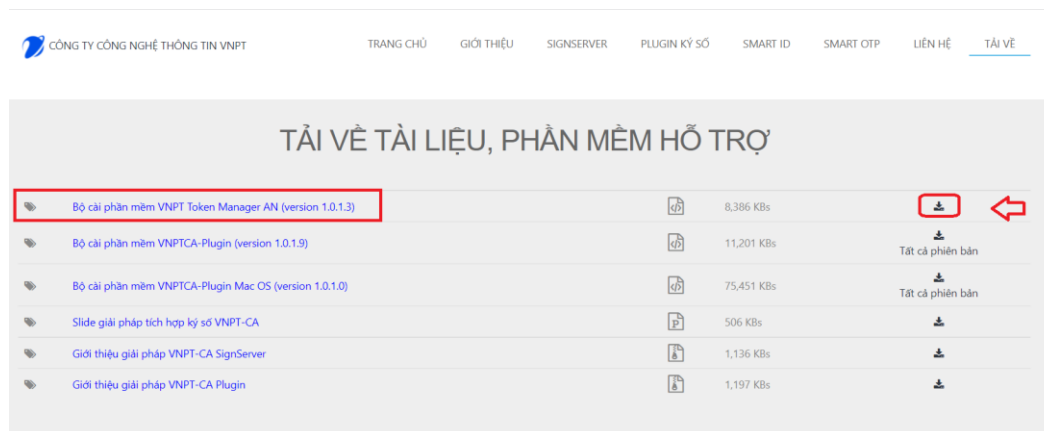 CÔNG TY CÔNG NGHỆ THÔNG TIN VNPT TRANG CHỦ GIỚI THIỆU SIGNSERVER PLUGIN KÝ SỐ SMART ID SMART OTP LIÊN HỆ TẢI VỀ
TẢI VỀ TÀI LIỆU, PHẦN MỀM HỖ TRỢ
Bộ cài phần mềm VNPT Token Manager AN (version 1.0.1.3) 8,386 KBs
Bộ cài phần mềm VNPTCA-Plugin (version 1.0.1.9) 11,201 KBs
Tất cả phiên bản
Bộ cài phần mềm VNPTCA-Plugin Mac OS (version 1.0.1.0) 75,451 KBs
Tất cả phiên bản
Slide giải pháp tích hợp ký số VNPT-CA 506 KBs
Giới thiệu giải pháp VNPT-CA SignServer 1,136 KBs
Giới thiệu giải pháp VNPT-CA Plugin 1,197 KBs